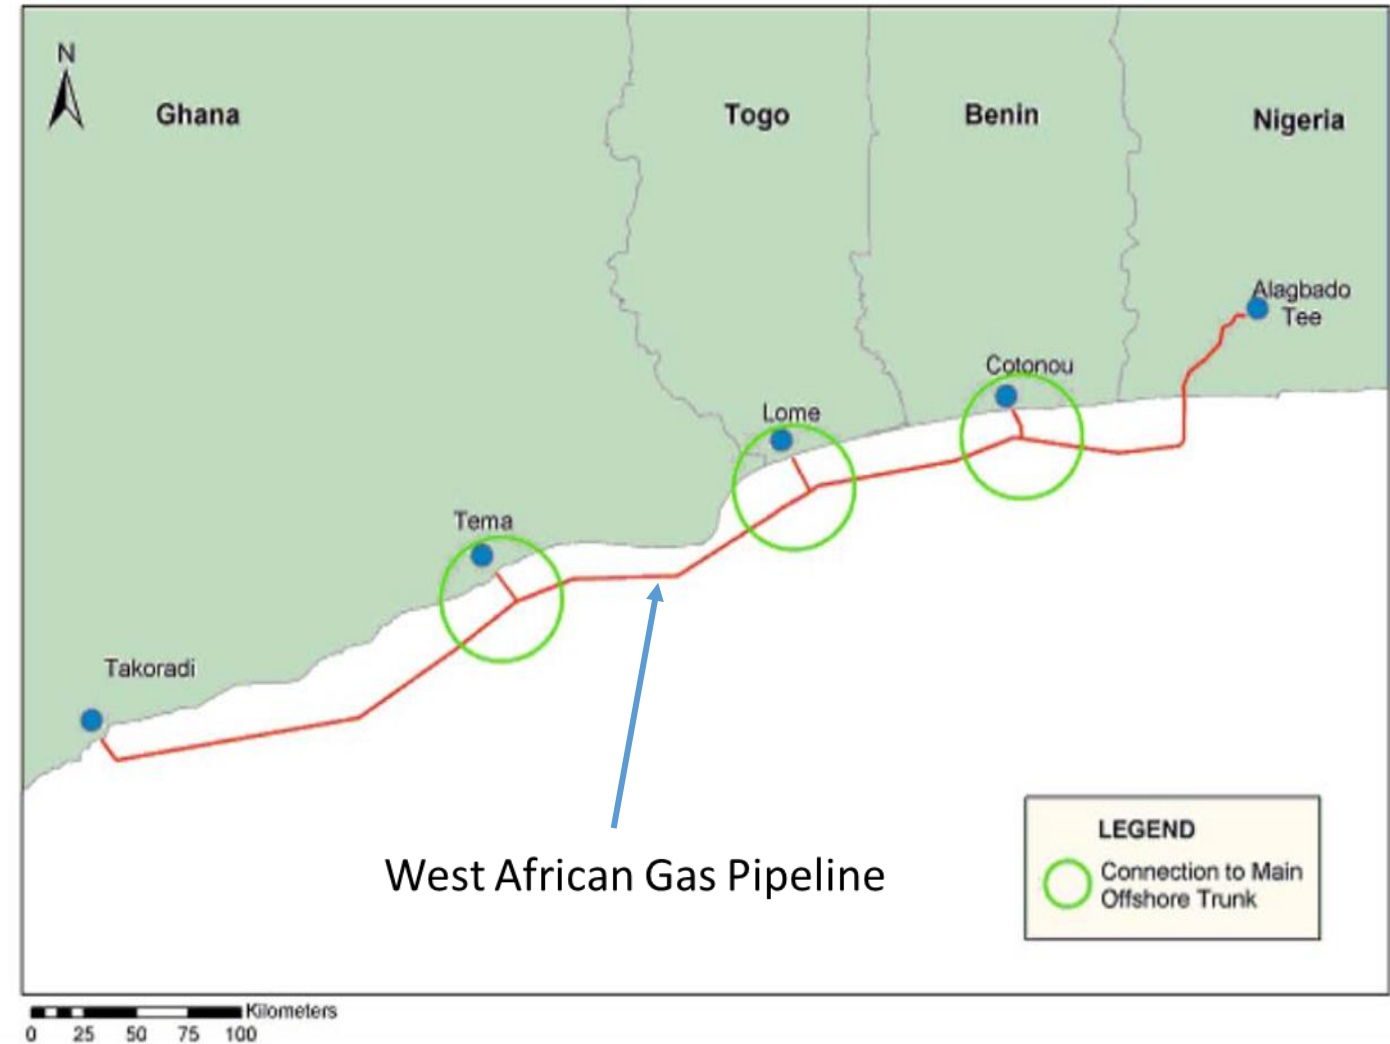 N
Ghana
Togo
Benin
Nigeria
Alagbado
Tee
Cotonou
Lome
Tema
Takoradi
West African Gas Pipeline
LEGEND
Connection to Main
Offshore Trunk
Kilometers
0 25 50 75 100